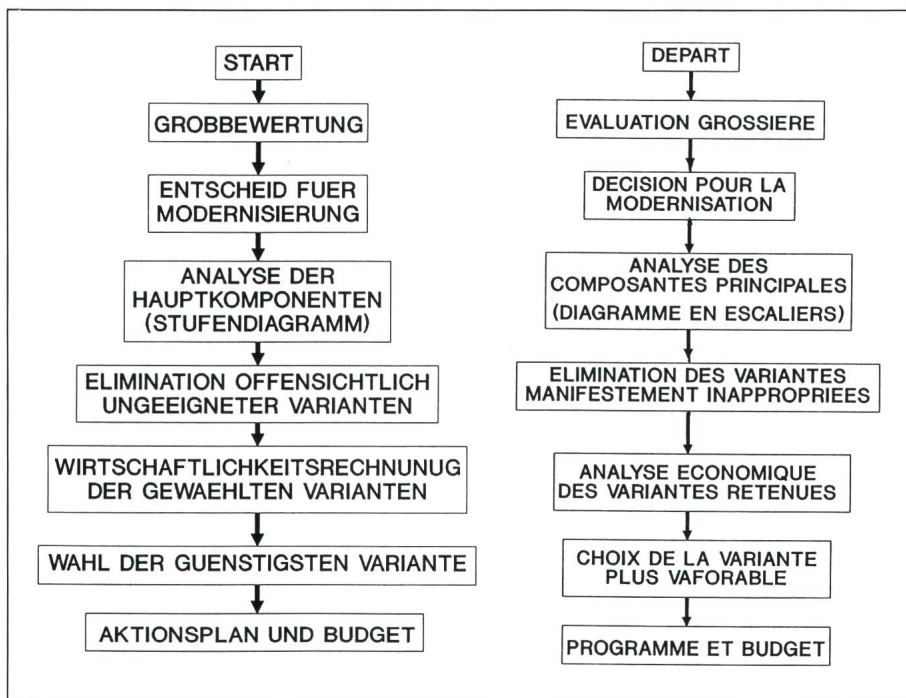 START
GROBBEWERTUNG
ENTSCHEID FUER
MODERNISIERUNG
ANALYSE DER
HAUPTKOMPONENTEN
(STUFENDIAGRAMM)
ELIMINATION OFFENSICHTLICH
UNGEEIGNETER VARIANTEN
WIRTSCHAFTLICHKEITSRECHNUNUG
DER GEWAEHLTEN VARIANTEN
WAHL DER GUENSTIGSTEN VARIANTE
AKTIONSPLAN UND BUDGET
DEPART
EVALUATION GROSSIERE
DECISION POUR LA
MODERNISATION
ANALYSE DES
COMPOSANTES PRINCIPALES
(DIAGRAMME EN ESCALIERS)
ELIMINATION DES VARIANTES
MANIFESTEMENT INAPPROPRIEES
ANALYSE ECONOMIQUE
DES VARIANTES RETENUES
CHOIX DE LA VARIANTE
PLUS VAFORABLE
PROGRAMME ET BUDGET